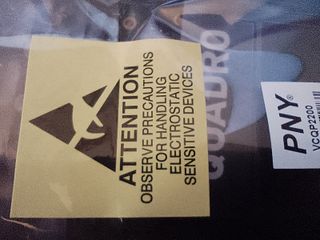 ATTENTION
OBSERVE PRECAUTIONS
FOR HANDLING
ELECTROSTATIC
SENSITIVE DEVICES
QUADRO
PNY®
VCQP2200